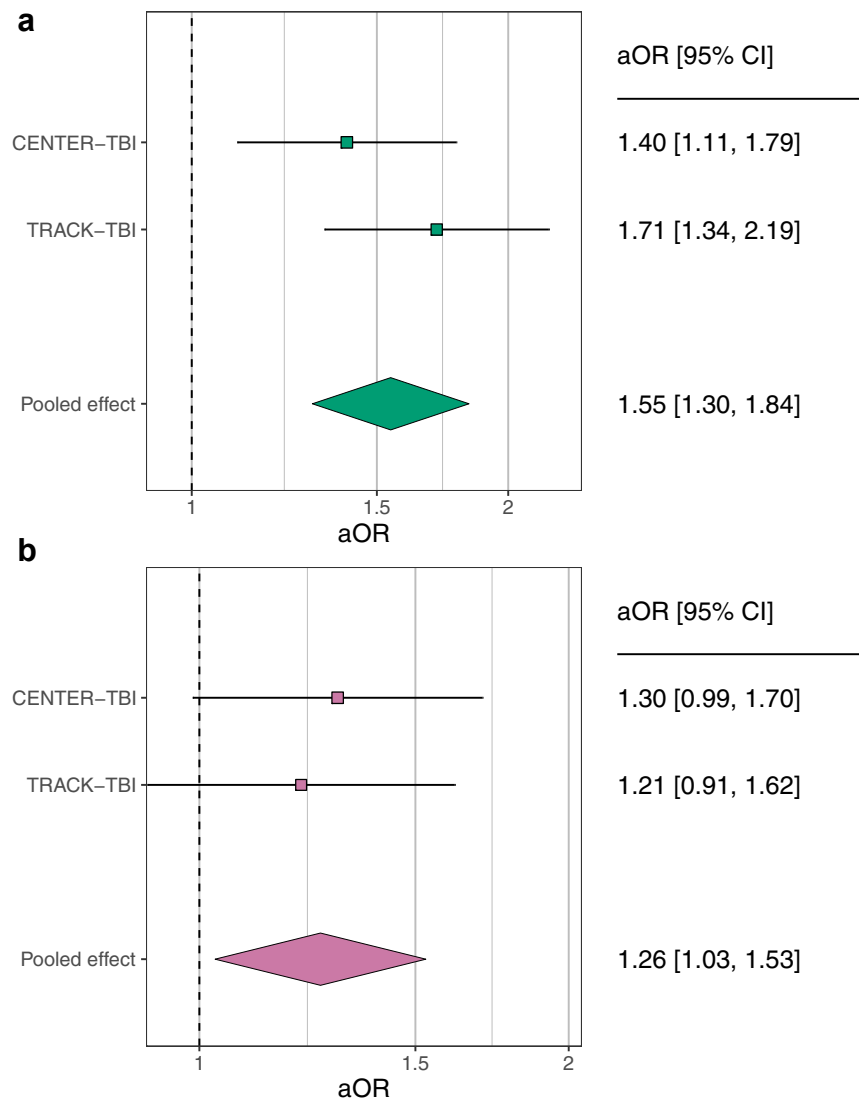 a
aOR [95% CI]
CENTER−TBI 1.40 [1.11, 1.79]
TRACK−TBI 1.71 [1.34, 2.19]
Pooled effect 1.55 [1.30, 1.84]
1 1.5 2
aOR
b
aOR [95% CI]
CENTER−TBI 1.30 [0.99, 1.70]
TRACK−TBI 1.21 [0.91, 1.62]
Pooled effect 1.26 [1.03, 1.53]
1 1.5 2
aOR